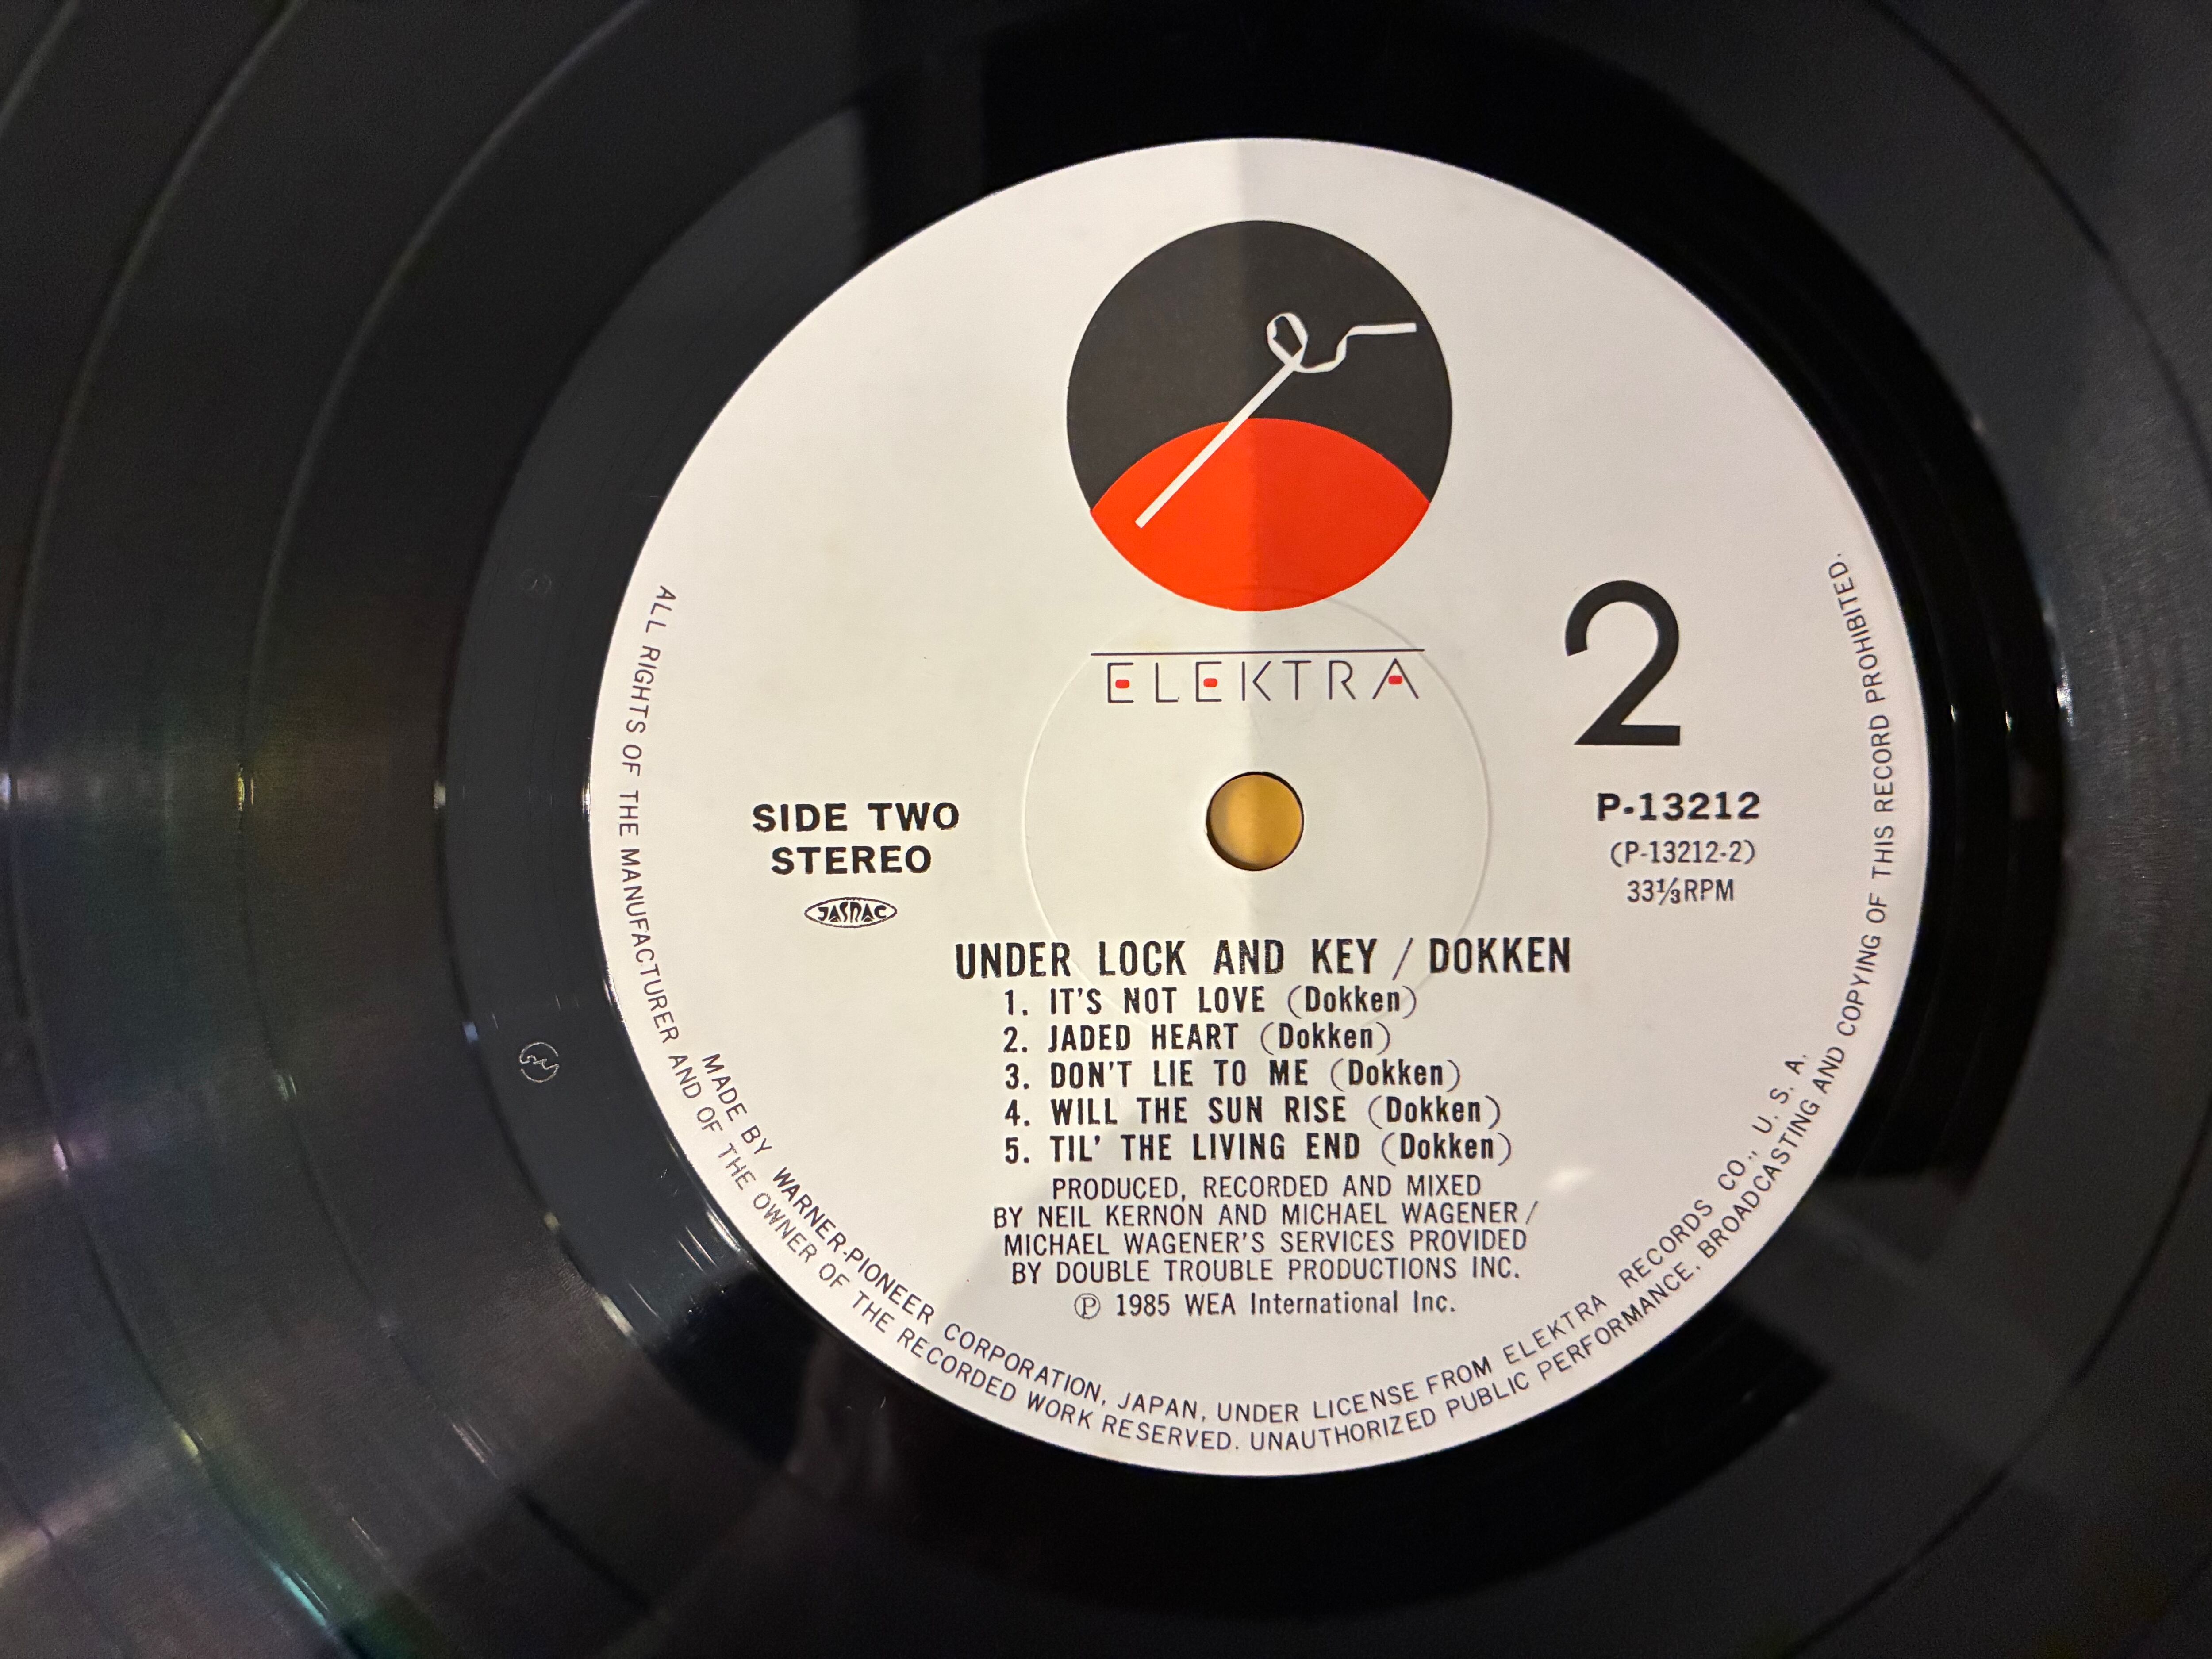 ELEKTRA
2
SIDE TWO
STEREO
JASRAC
P-13212
(P-13212-2)
33⅓RPM
UNDER LOCK AND KEY / DOKKEN
1. IT'S NOT LOVE (Dokken)
2. JADED HEART (Dokken)
3. DON'T LIE TO ME (Dokken)
4. WILL THE SUN RISE (Dokken)
5. TIL' THE LIVING END (Dokken)
PRODUCED, RECORDED AND MIXED
BY NEIL KERNON AND MICHAEL WAGENER/
MICHAEL WAGENER'S SERVICES PROVIDED
BY DOUBLE TROUBLE PRODUCTIONS INC.
Ⓟ 1985 WEA International Inc.
MADE BY WARNER-PIONEER CORPORATION, JAPAN, UNDER LICENSE FROM ELEKTRA RECORDS CO., U. S. A.
ALL RIGHTS OF THE MANUFACTURER AND OF THE OWNER OF THE RECORDED WORK RESERVED. UNAUTHORIZED PUBLIC PERFORMANCE, BROADCASTING AND COPYING OF THIS RECORD PROHIBITED.